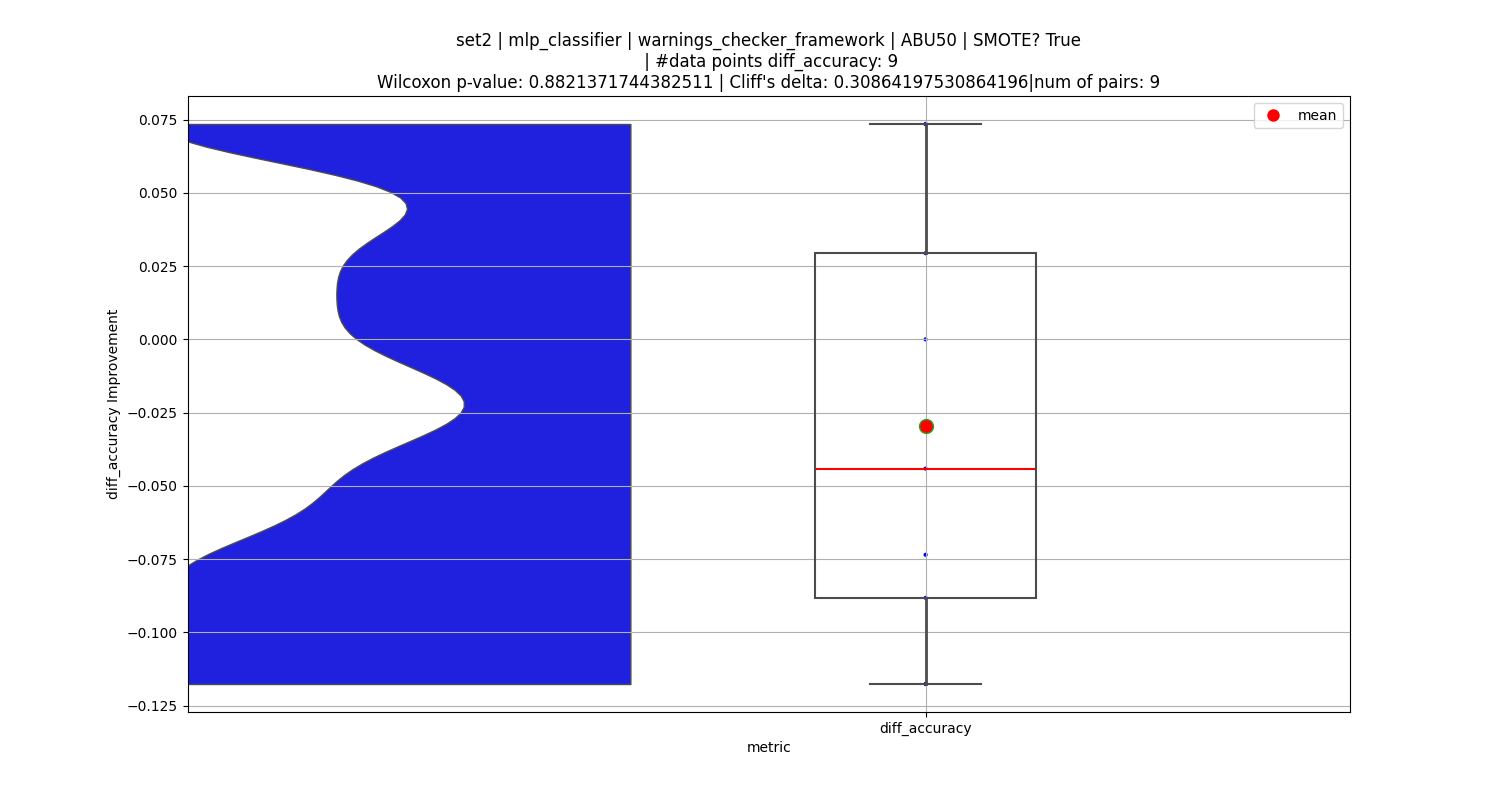 set2 | mlp_classifier | warnings_checker_framework | ABU50 | SMOTE? True
| #data points diff_accuracy: 9
Wilcoxon p-value: 0.8821371744382511 | Cliff's delta: 0.30864197530864196|num of pairs: 9
mean
0.075
0.050
0.025
0.000
−0.025
−0.050
−0.075
−0.100
−0.125
diff_accuracy Improvement
diff_accuracy
metric